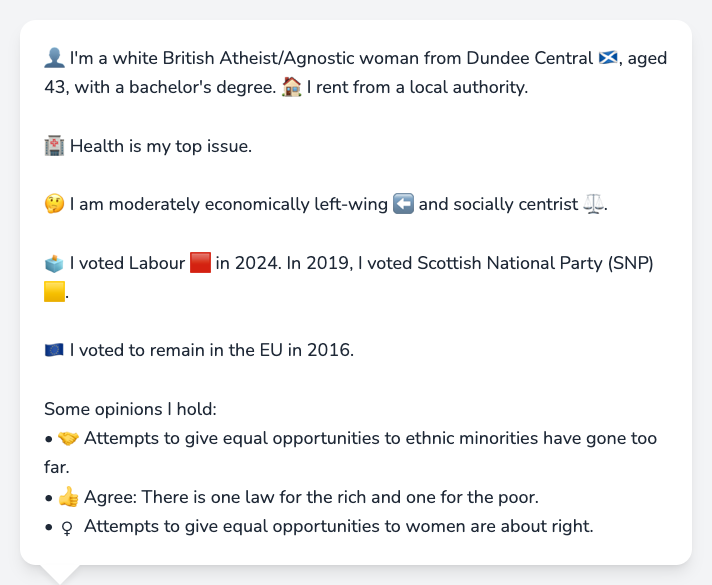 👤 I'm a white British Atheist/Agnostic woman from Dundee Central 🏴󠁧󠁢󠁳󠁣󠁴󠁿, aged
43, with a bachelor's degree. 🏠 I rent from a local authority.
🏥 Health is my top issue.
🤔 I am moderately economically left-wing ⬅️ and socially centrist ⚖️.
🗳️ I voted Labour 🟥 in 2024. In 2019, I voted Scottish National Party (SNP)
🟨.
🇪🇺 I voted to remain in the EU in 2016.
Some opinions I hold:
• 🤝 Attempts to give equal opportunities to ethnic minorities have gone too
far.
• 👍 Agree: There is one law for the rich and one for the poor.
• ♀ Attempts to give equal opportunities to women are about right.